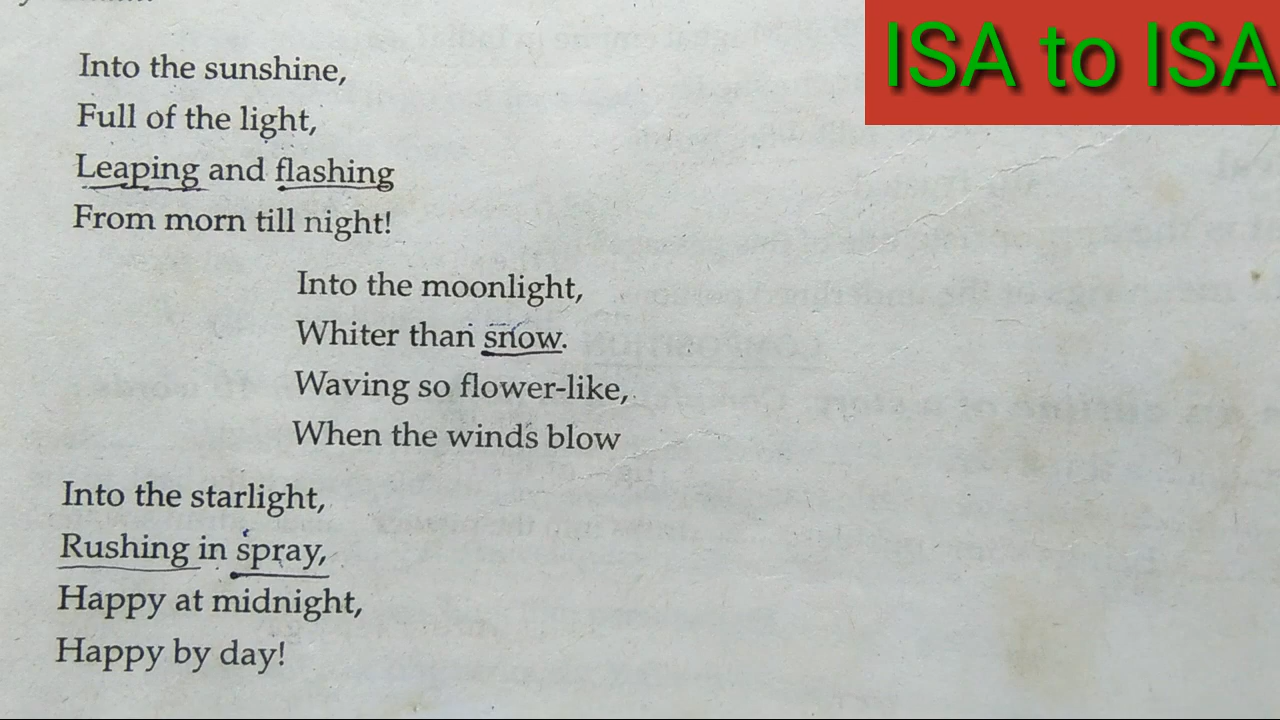 ISA to ISA
Into the sunshine,
Full of the light,
Leaping and flashing
From morn till night!
Into the moonlight,
Whiter than snow.
Waving so flower-like,
When the winds blow
Into the starlight,
Rushing in spray,
Happy at midnight,
Happy by day!